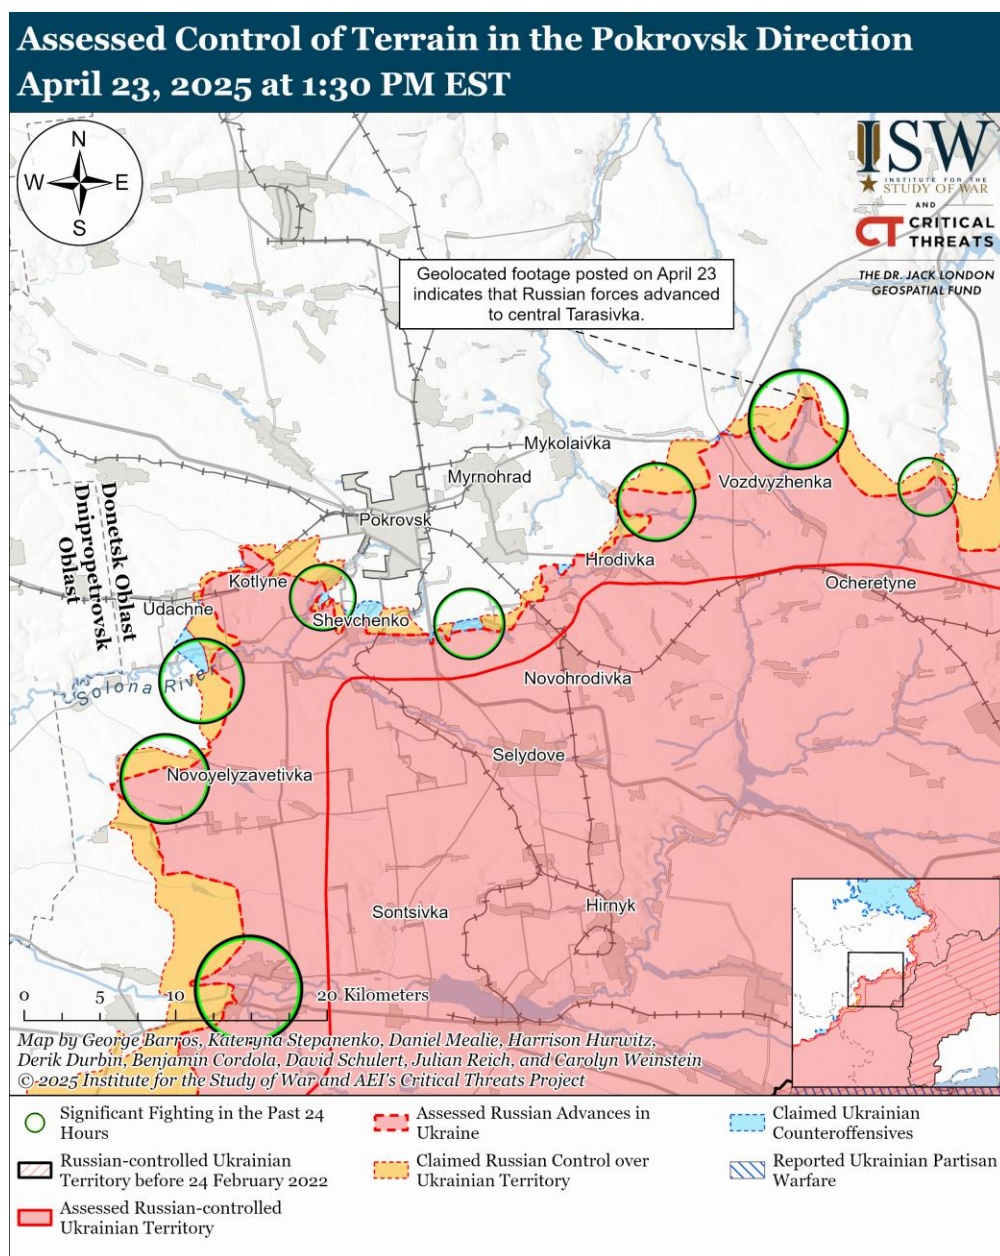 Assessed Control of Terrain in the Pokrovsk Direction
April 23, 2025 at 1:30 PM EST
N
W
E
S
ISW
INSTITUTE FOR THE
STUDY OF WAR
AND
CT CRITICAL
THREATS
THE DR. JACK LONDON
GEOSPATIAL FUND
Geolocated footage posted on April 23
indicates that Russian forces advanced
to central Tarasivka.
Mykolaivka
Myrnohrad
Vozdvyzhenka
Pokrovsk
Donetsk Oblast
Dnipropetrovsk
Oblast
Hrodivka
Kotlyne
Ocheretyne
Udachne
Shevchenko
Solona River
Novohrodivka
Selydove
Novoyelyzavetivka
Sontsivka
Hirnyk
0 5 10 20 Kilometers
Map by George Barros, Kateryna Stepanenko, Daniel Mealie, Harrison Hurwitz,
Derik Durbin, Benjamin Cordola, David Schulert, Julian Reich, and Carolyn Weinstein
© 2025 Institute for the Study of War and AEI's Critical Threats Project
Significant Fighting in the Past 24
Hours
Russian-controlled Ukrainian
Territory before 24 February 2022
Assessed Russian-controlled
Ukrainian Territory
Assessed Russian Advances in
Ukraine
Claimed Russian Control over
Ukrainian Territory
Claimed Ukrainian
Counteroffensives
Reported Ukrainian Partisan
Warfare